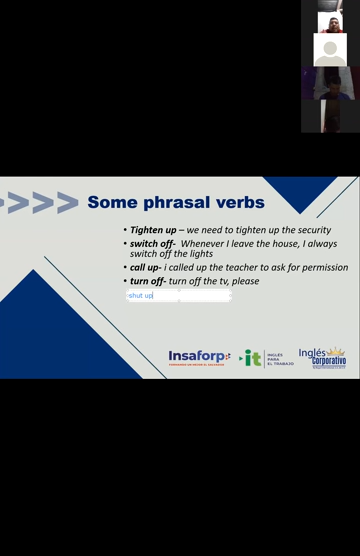 >>>> Some phrasal verbs
• Tighten up – we need to tighten up the security
• switch off- Whenever I leave the house, I always
switch off the lights
• call up- i called up the teacher to ask for permission
• turn off- turn off the tv, please
shut up
Insaforp
it INGLÉS
PARA
EL TRABAJO
Inglés
Corporativo